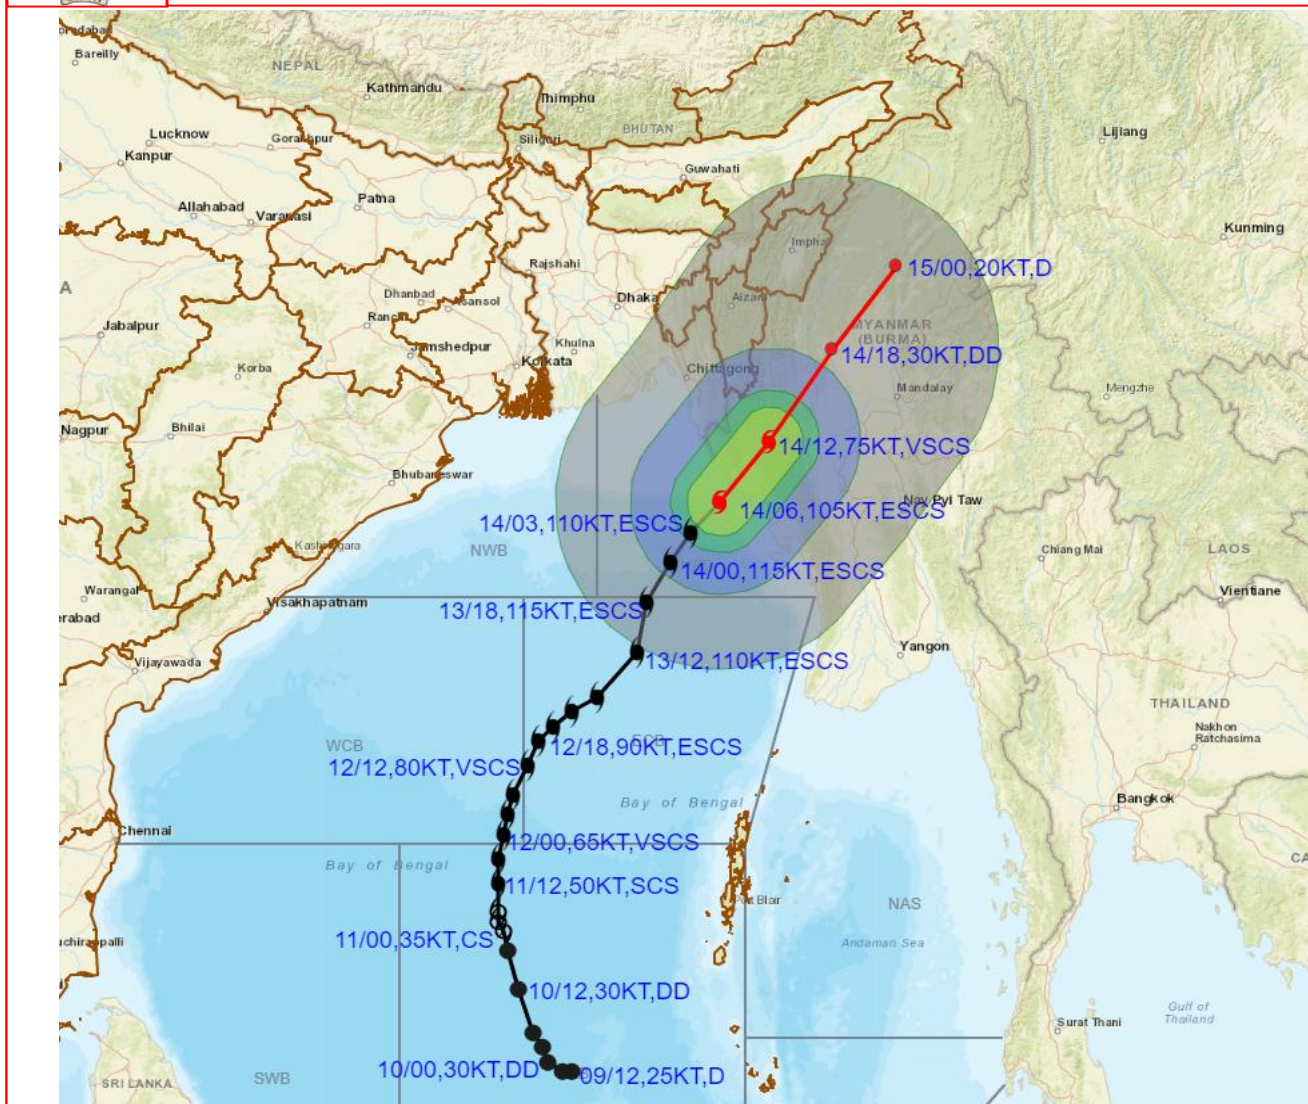 Bareilly
NEPAL
Kathmandu
Thimphu
BHUTAN
Lijiang
Lucknow
Gorakhpur
Siliguri
Kanpur
Guwahati
Patna
Allahabad
Varanasi
Kunming
Imphal
Rajshahi
15/00,20KT,D
A
Dhanbad
Asansol
Dhaka
Aizawl
Ranchi
MYANMAR
(BURMA)
Jabalpur
Jamshedpur
Khulna
14/18,30KT,DD
Korba
Kolkata
Chittagong
Mandalay
Mengzhe
Nagpur
Bhilai
14/12,75KT,VSCS
Bhubaneswar
Nay Pyi Taw
14/06,105KT,ESCS
14/03,110KT,ESCS
NWB
Chiang Mai
LAOS
14/00,115KT,ESCS
Warangal
Vientiane
Visakhapatnam
13/18,115KT,ESCS
erabad
Yangon
Vijayawada
13/12,110KT,ESCS
THAILAND
Nakhon
Ratchasima
WCB
ECB
12/18,90KT,ESCS
12/12,80KT,VSCS
Bay of Bengal
Bangkok
Chennai
12/00,65KT,VSCS
Bay of Bengal
CA
11/12,50KT,SCS
Port Blair
NAS
uchirappalli
11/00,35KT,CS
Andaman Sea
10/12,30KT,DD
Gulf of
Thailand
Surat Thani
10/00,30KT,DD
09/12,25KT,D
SRI LANKA
SWB